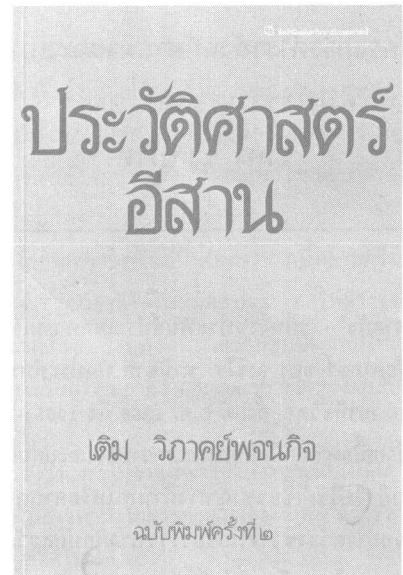 ประวัติศาสตร์
อีสาน
เติม วิภาคย์พจนกิจ
ฉบับพิมพ์ครั้งที่ ๒